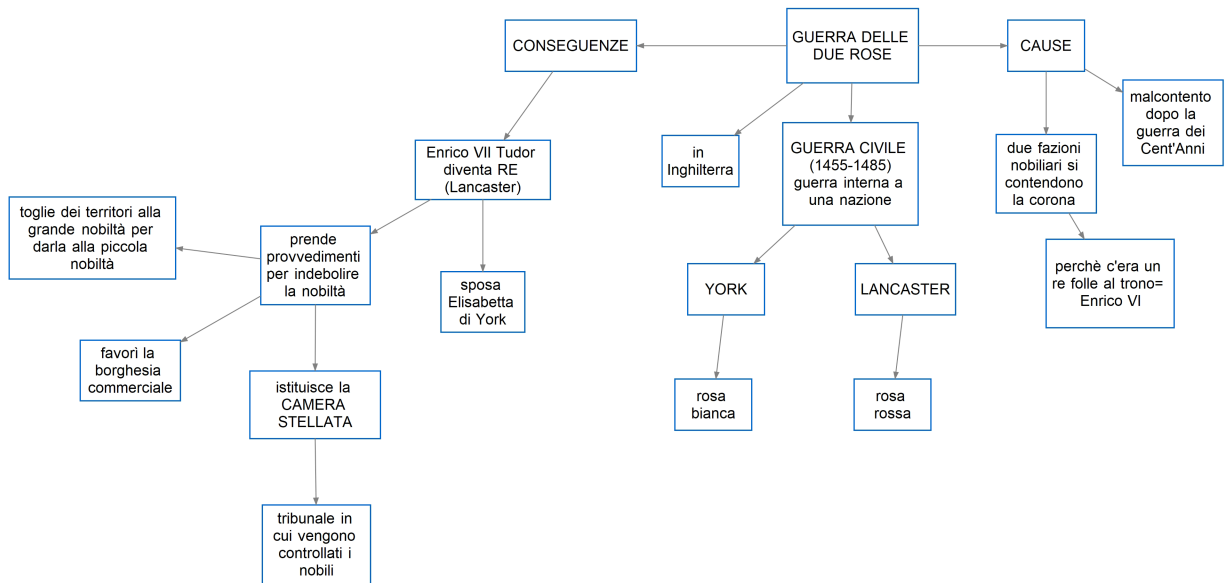 CONSEGUENZE
GUERRA DELLE
DUE ROSE
CAUSE
malcontento
dopo la
guerra dei
Cent'Anni
in
Inghilterra
GUERRA CIVILE
(1455-1485)
guerra interna a
una nazione
due fazioni
nobiliari si
contendono
la corona
Enrico VII Tudor
diventa RE
(Lancaster)
toglie dei territori alla
grande nobiltà per
darla alla piccola
nobiltà
prende
provvedimenti
per indebolire
la nobiltà
sposa
Elisabetta
di York
YORK
LANCASTER
perchè c'era un
re folle al trono=
Enrico VI
favorì la
borghesia
commerciale
istituisce la
CAMERA
STELLATA
rosa
bianca
rosa
rossa
tribunale in
cui vengono
controllati i
nobili